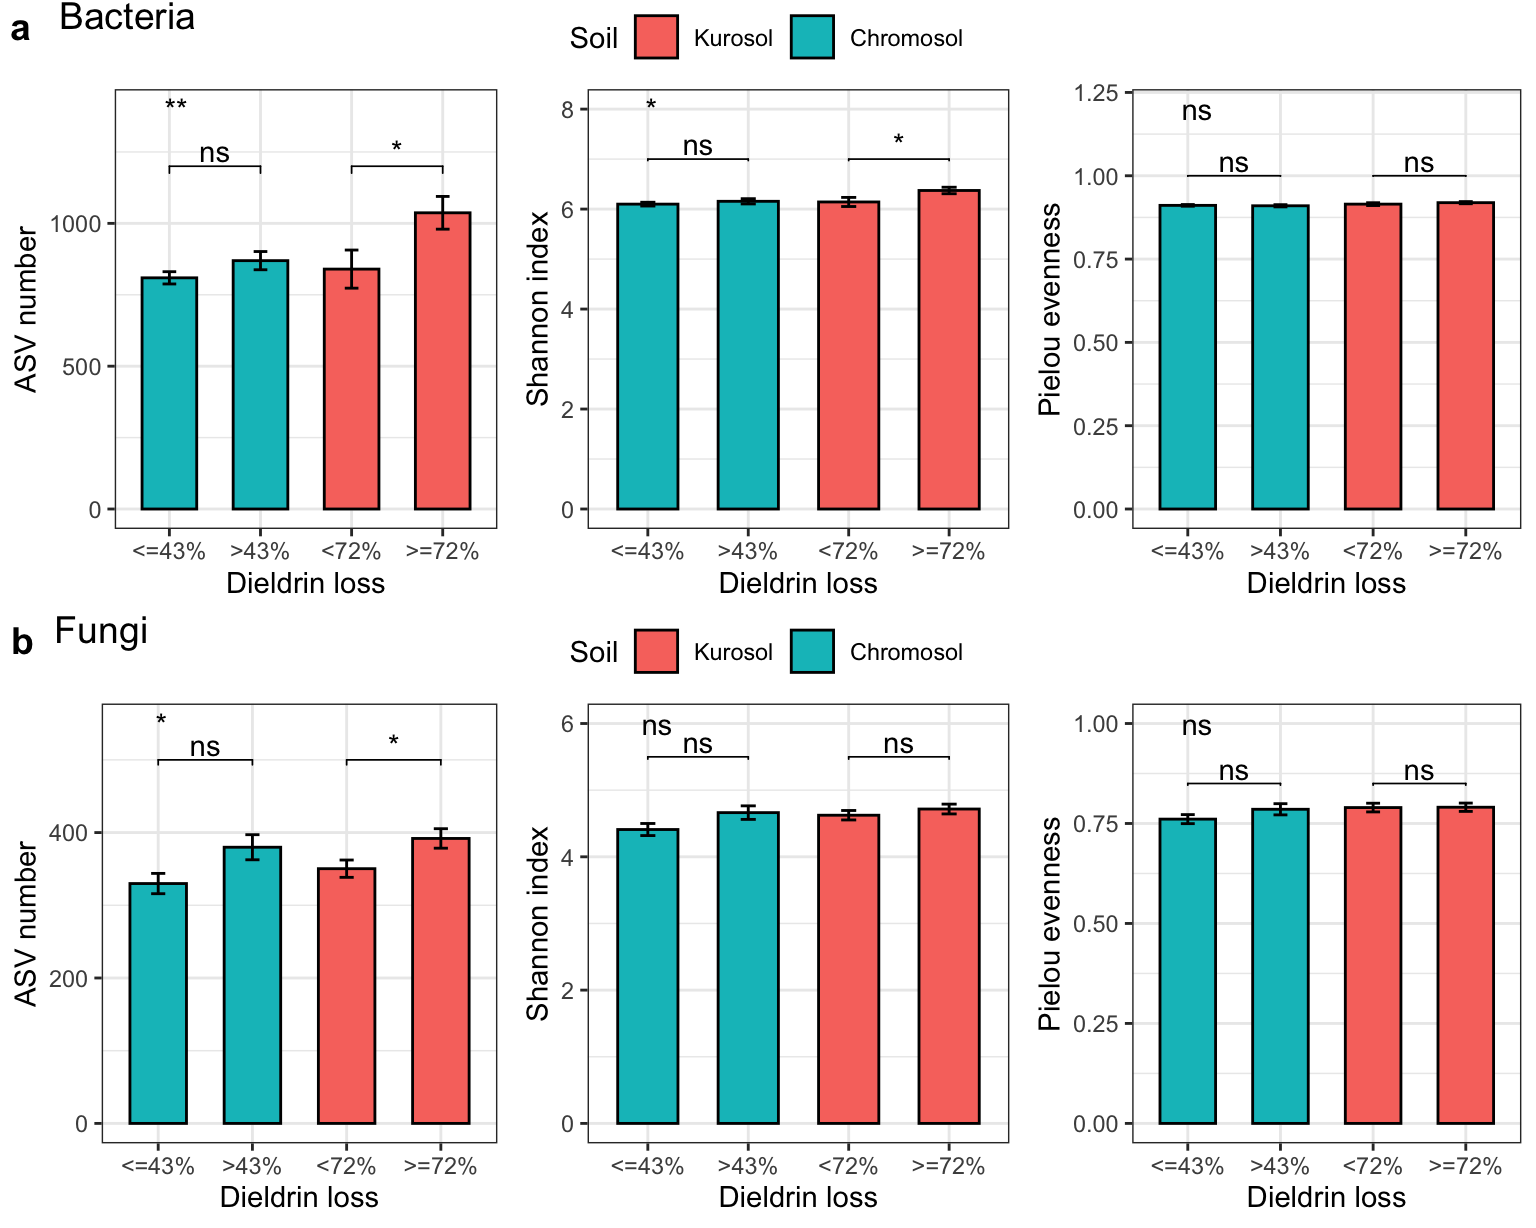 a Bacteria
Soil Kurosol Chromosol
ASV number
1000
500
0
**
ns
*
<=43% >43% <72% >=72%
Dieldrin loss
Shannon index
8
6
4
2
0
*
ns
*
<=43% >43% <72% >=72%
Dieldrin loss
Pielou evenness
1.25
1.00
0.75
0.50
0.25
0.00
ns
ns
ns
<=43% >43% <72% >=72%
Dieldrin loss
b Fungi
Soil Kurosol Chromosol
ASV number
400
200
0
*
ns
*
<=43% >43% <72% >=72%
Dieldrin loss
Shannon index
6
4
2
0
ns
ns
ns
<=43% >43% <72% >=72%
Dieldrin loss
Pielou evenness
1.00
0.75
0.50
0.25
0.00
ns
ns
ns
<=43% >43% <72% >=72%
Dieldrin loss